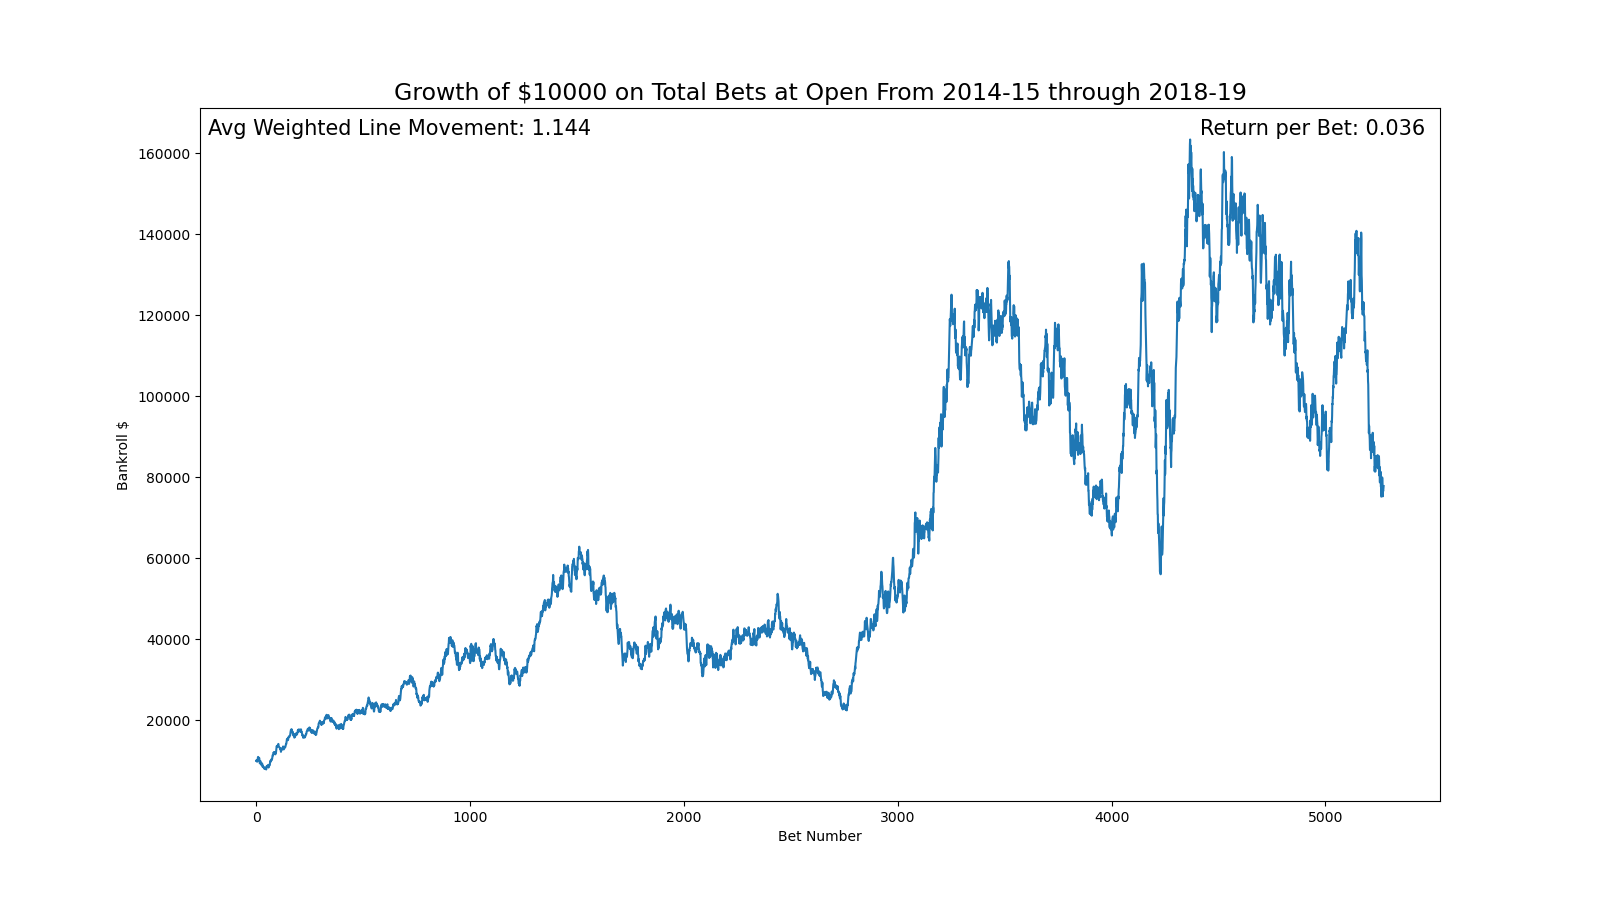 Growth of $10000 on Total Bets at Open From 2014-15 through 2018-19
Avg Weighted Line Movement: 1.144
Return per Bet: 0.036
160000
140000
120000
100000
80000
60000
40000
20000
Bankroll $
0
1000
2000
3000
4000
5000
Bet Number